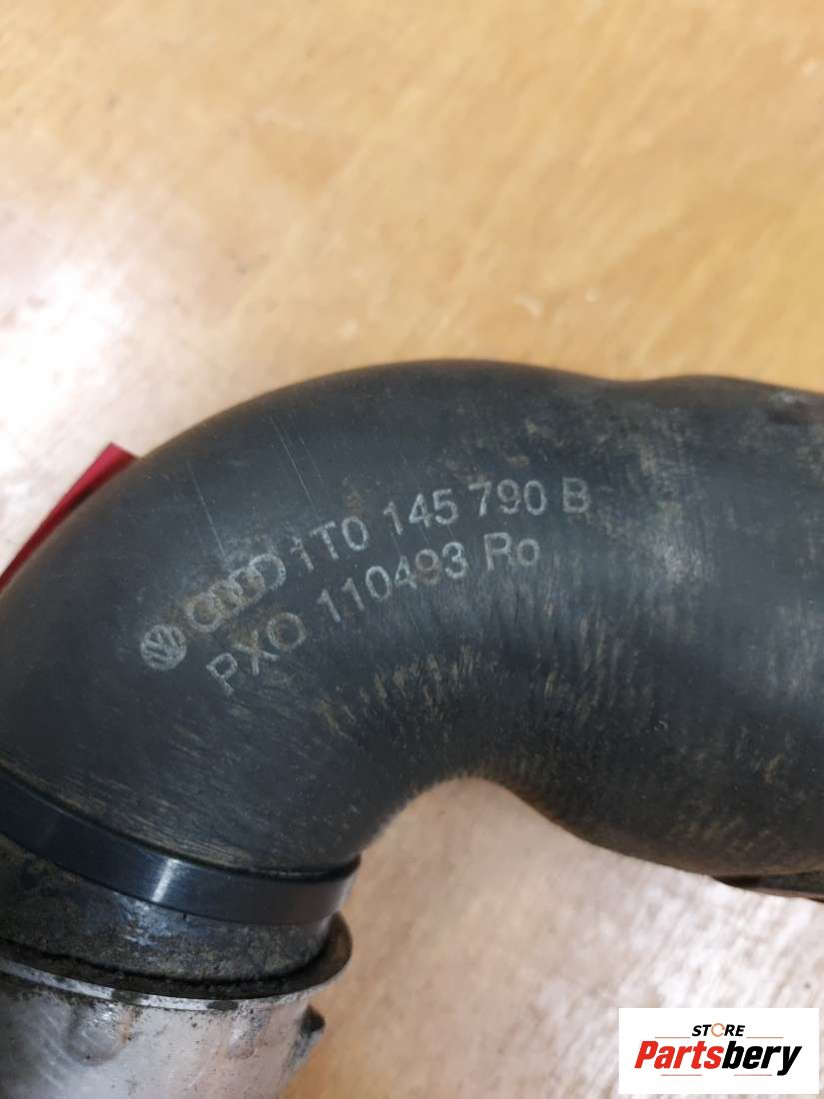 1T0 145 790 B
PXO 110493 Ro
STORE
Partsbery